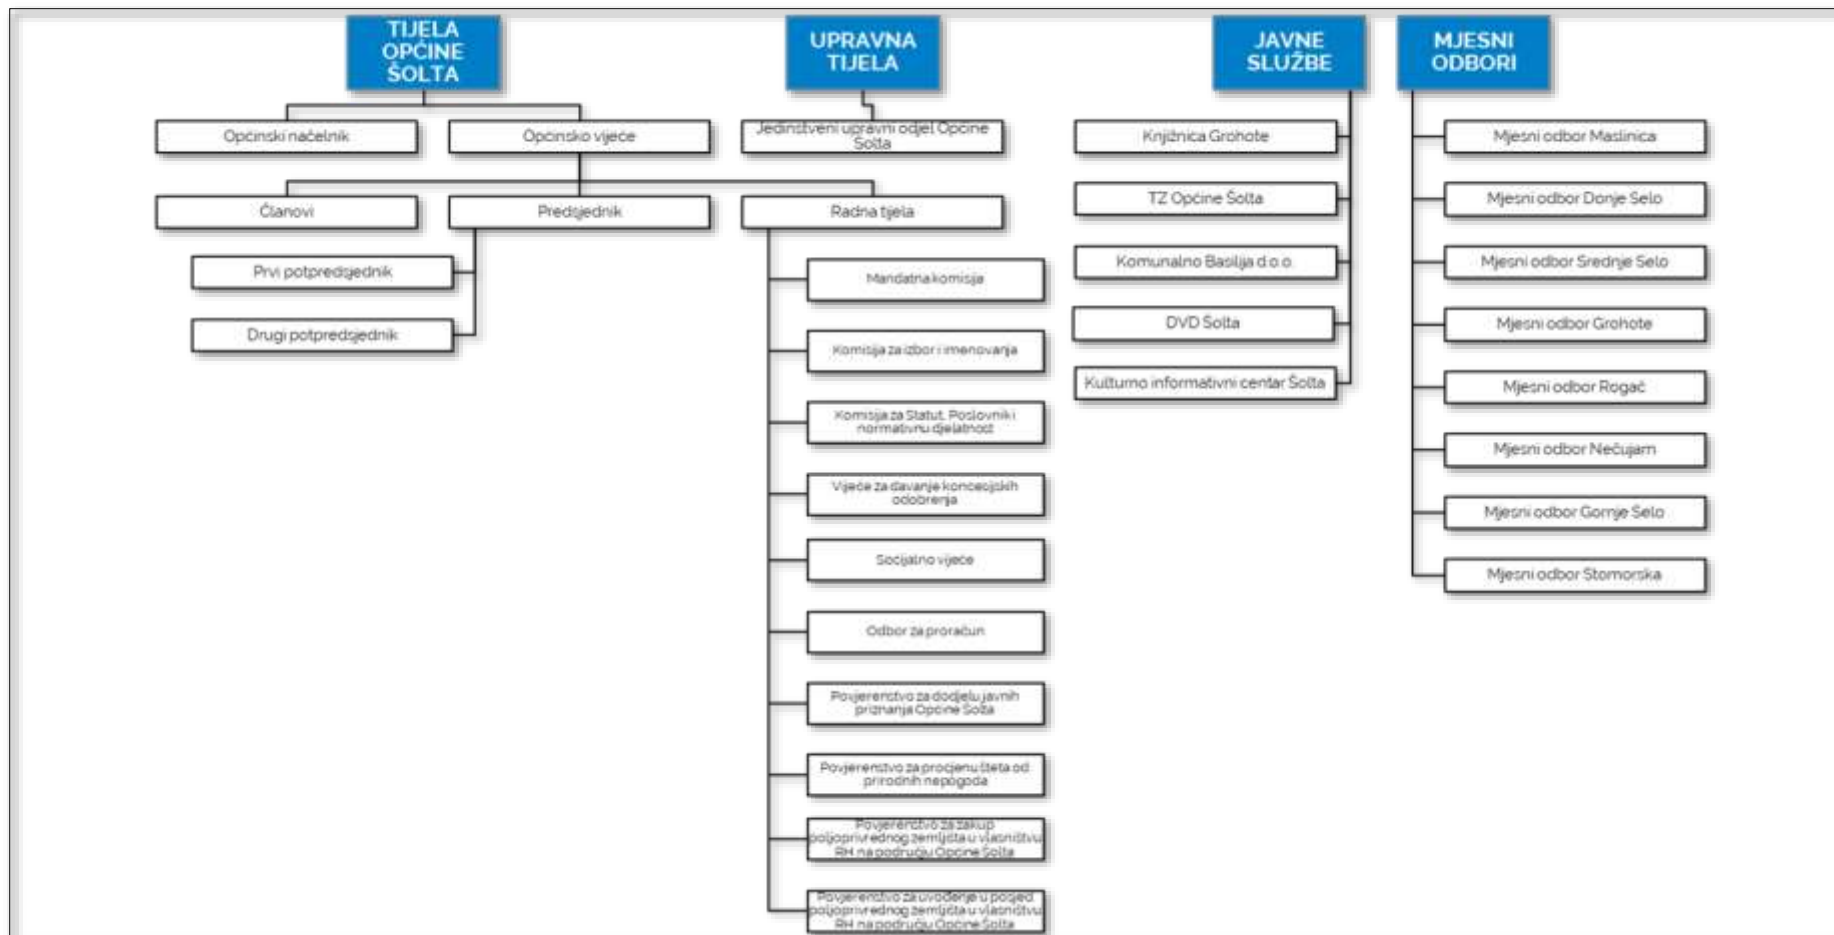 TIJELA
OPĆINE
ŠOLTA
Općinski načelnik
Općinsko vijeće
Članovi
Predsjednik
Radna tijela
Prvi potpredsjednik
Drugi potpredsjednik
Mandatna komisija
Komisija za izbor i imenovanja
Komisija za Statut, Poslovnik i
normativnu djelatnost
Vijeće za davanje koncesijskih
odobrenja
Socijalno vijeće
Odbor za proračun
Povjerenstvo za dodjelu javnih
priznanja Općine Šolta
Povjerenstvo za procjenu šteta od
prirodnih nepogoda
Povjerenstvo za zakup
poljoprivrednog zemljišta u vlasništvu
RH na području Općine Šolta
Povjerenstvo za uvođenje u posjed
poljoprivrednog zemljišta u vlasništvu
RH na području Općine Šolta
UPRAVNA
TIJELA
Jedinstveni upravni odjel Općine
Šolta
JAVNE
SLUŽBE
Knjižnica Grohote
TZ Općine Šolta
Komunalno Basilija d.o.o.
DVD Šolta
Kulturno informativni centar Šolta
MJESNI
ODBORI
Mjesni odbor Maslinica
Mjesni odbor Donje Selo
Mjesni odbor Srednje Selo
Mjesni odbor Grohote
Mjesni odbor Rogač
Mjesni odbor Nečujam
Mjesni odbor Gornje Selo
Mjesni odbor Stomorska